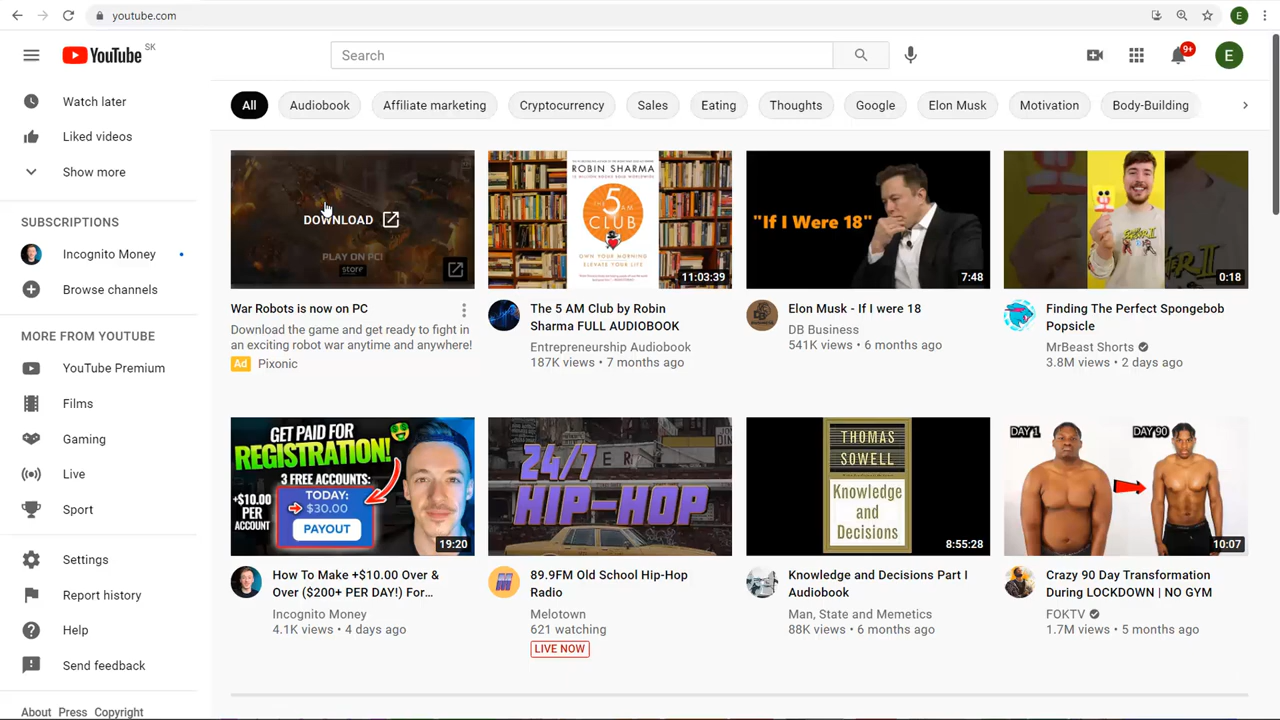 youtube.com
E
YouTube
SK
Search
9+
E
Watch later
Liked videos
Show more
SUBSCRIPTIONS
Incognito Money
Browse channels
MORE FROM YOUTUBE
YouTube Premium
Films
Gaming
Live
Sport
Settings
Report history
Help
Send feedback
About Press Copyright
All
Audiobook
Affiliate marketing
Cryptocurrency
Sales
Eating
Thoughts
Google
Elon Musk
Motivation
Body-Building
DOWNLOAD
PLAY ON PC!
store
War Robots is now on PC
Download the game and get ready to fight in
an exciting robot war anytime and anywhere!
Ad Pixonic
ROBIN SHARMA
THE
5 AM
CLUB
OWN YOUR MORNING
ELEVATE YOUR LIFE
11:03:39
The 5 AM Club by Robin
Sharma FULL AUDIOBOOK
Entrepreneurship Audiobook
187K views • 7 months ago
"If I Were 18"
7:48
Elon Musk - If I were 18
DB Business
541K views • 6 months ago
0:18
Finding The Perfect Spongebob
Popsicle
MrBeast Shorts
3.8M views • 2 days ago
GET PAID FOR
REGISTRATION!
3 FREE ACCOUNTS:
+$10.00
PER
ACCOUNT
TODAY:
$30.00
PAYOUT
19:20
How To Make +$10.00 Over &
Over ($200+ PER DAY!) For...
Incognito Money
4.1K views • 4 days ago
24/7
HIP-HOP
89.9FM Old School Hip-Hop
Radio
Melotown
621 watching
LIVE NOW
THOMAS
SOWELL
Knowledge
and
Decisions
8:55:28
Knowledge and Decisions Part I
Audiobook
Man, State and Memetics
88K views • 6 months ago
DAY 1
DAY 90
10:07
Crazy 90 Day Transformation
During LOCKDOWN | NO GYM
FOKTV
1.7M views • 5 months ago